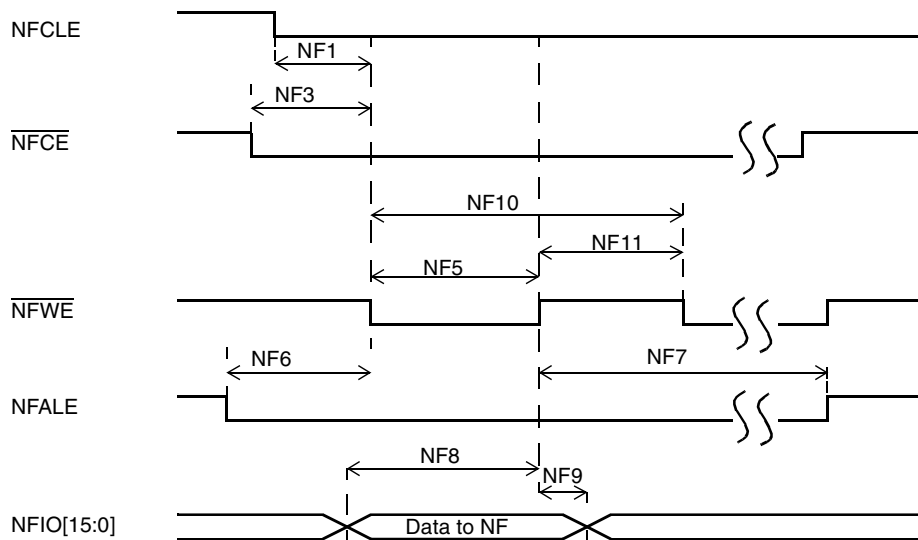 NFCLE
NF1
NF3
NFCE
NF10
NF11
NF5
NFWE
NF6
NF7
NFALE
NF8
NF9
NFIO[15:0]
Data to NF